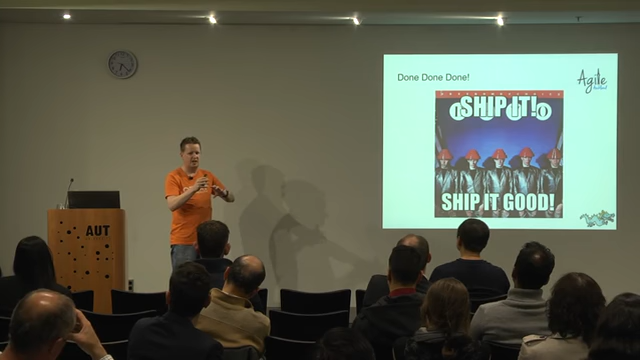 Done Done Done!
Agile
SHIP IT!
SHIP IT GOOD!
AUT